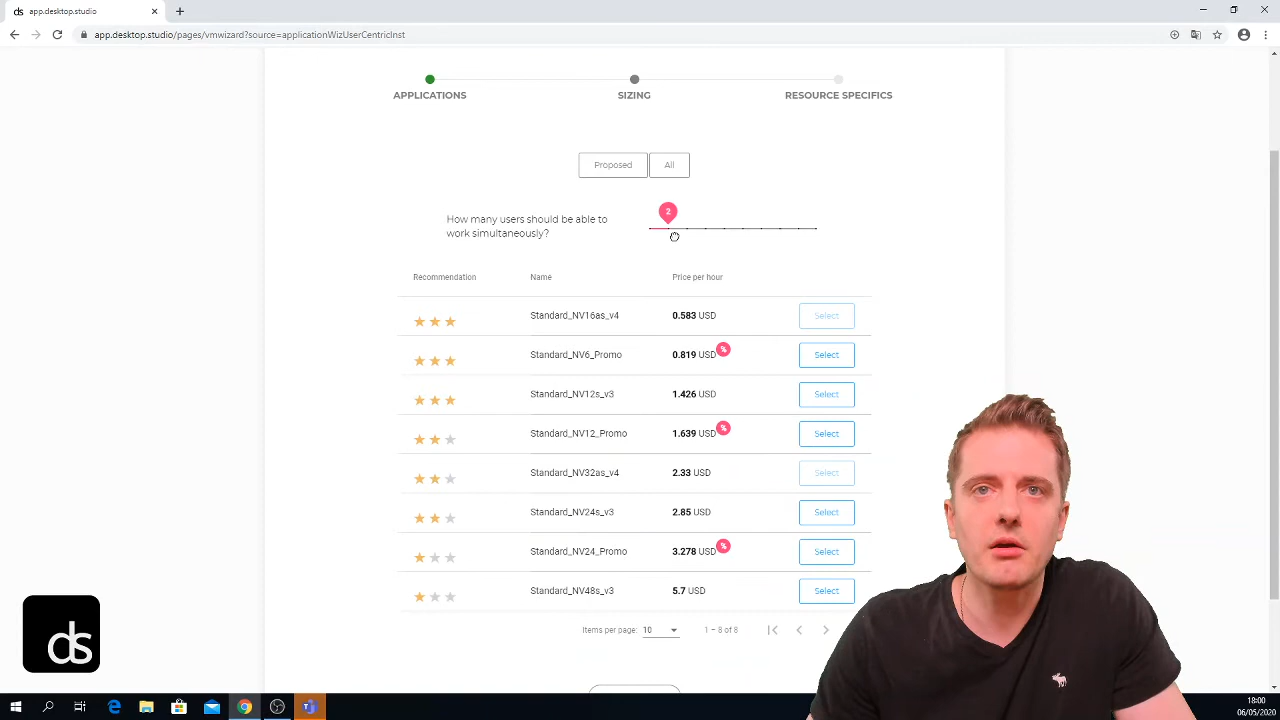 ds app.desktop.studio
app.desktop.studio/pages/vmwizard?source=applicationWizUserCentricInst
APPLICATIONS SIZING RESOURCE SPECIFICS
Proposed All
How many users should be able to
work simultaneously?
2
Recommendation Name Price per hour
Standard_NV16as_v4 0.583 USD Select
Standard_NV6_Promo 0.819 USD % Select
Standard_NV12s_v3 1.426 USD Select
Standard_NV12_Promo 1.639 USD % Select
Standard_NV32as_v4 2.33 USD Select
Standard_NV24s_v3 2.85 USD Select
Standard_NV24_Promo 3.278 USD % Select
Standard_NV48s_v3 5.7 USD Select
Items per page: 10 1 – 8 of 8
ds
18:00
06/05/2020